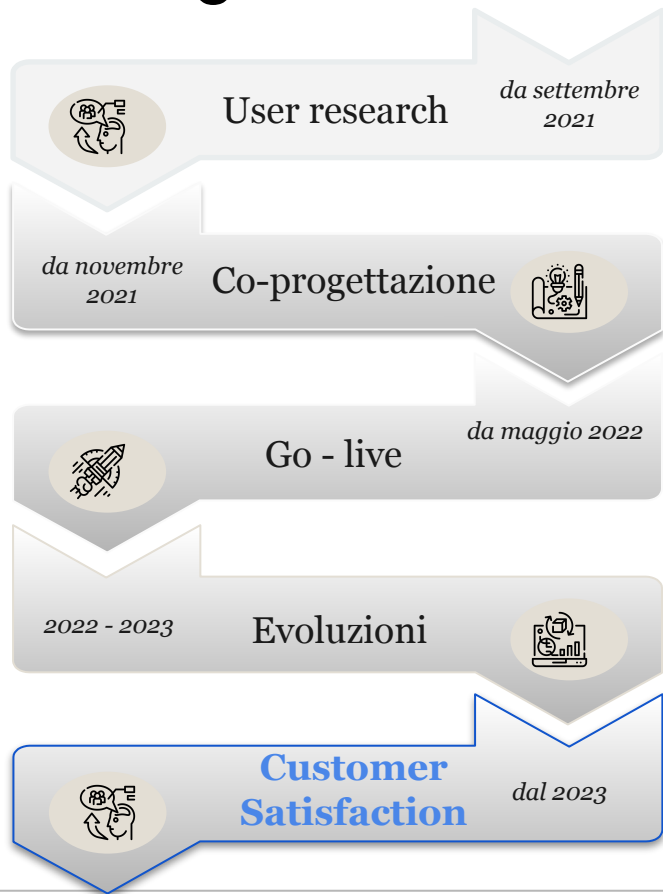 User research
da settembre
2021
da novembre
2021
Co-progettazione
Go - live
da maggio 2022
2022 - 2023
Evoluzioni
Customer
Satisfaction
dal 2023